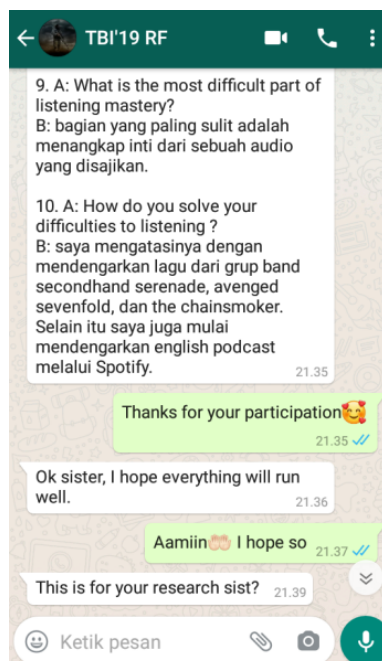 TBI'19 RF
9. A: What is the most difficult part of
listening mastery?
B: bagian yang paling sulit adalah
menangkap inti dari sebuah audio
yang disajikan.
10. A: How do you solve your
difficulties to listening ?
B: saya mengatasinya dengan
mendengarkan lagu dari grup band
secondhand serenade, avenged
sevenfold, dan the chainsmoker.
Selain itu saya juga mulai
mendengarkan english podcast
melalui Spotify.
21.35
Thanks for your participation🥰
21.35
Ok sister, I hope everything will run
well.
21.36
Aamiin🤲🏻 I hope so
21.37
This is for your research sist?
21.39
Ketik pesan